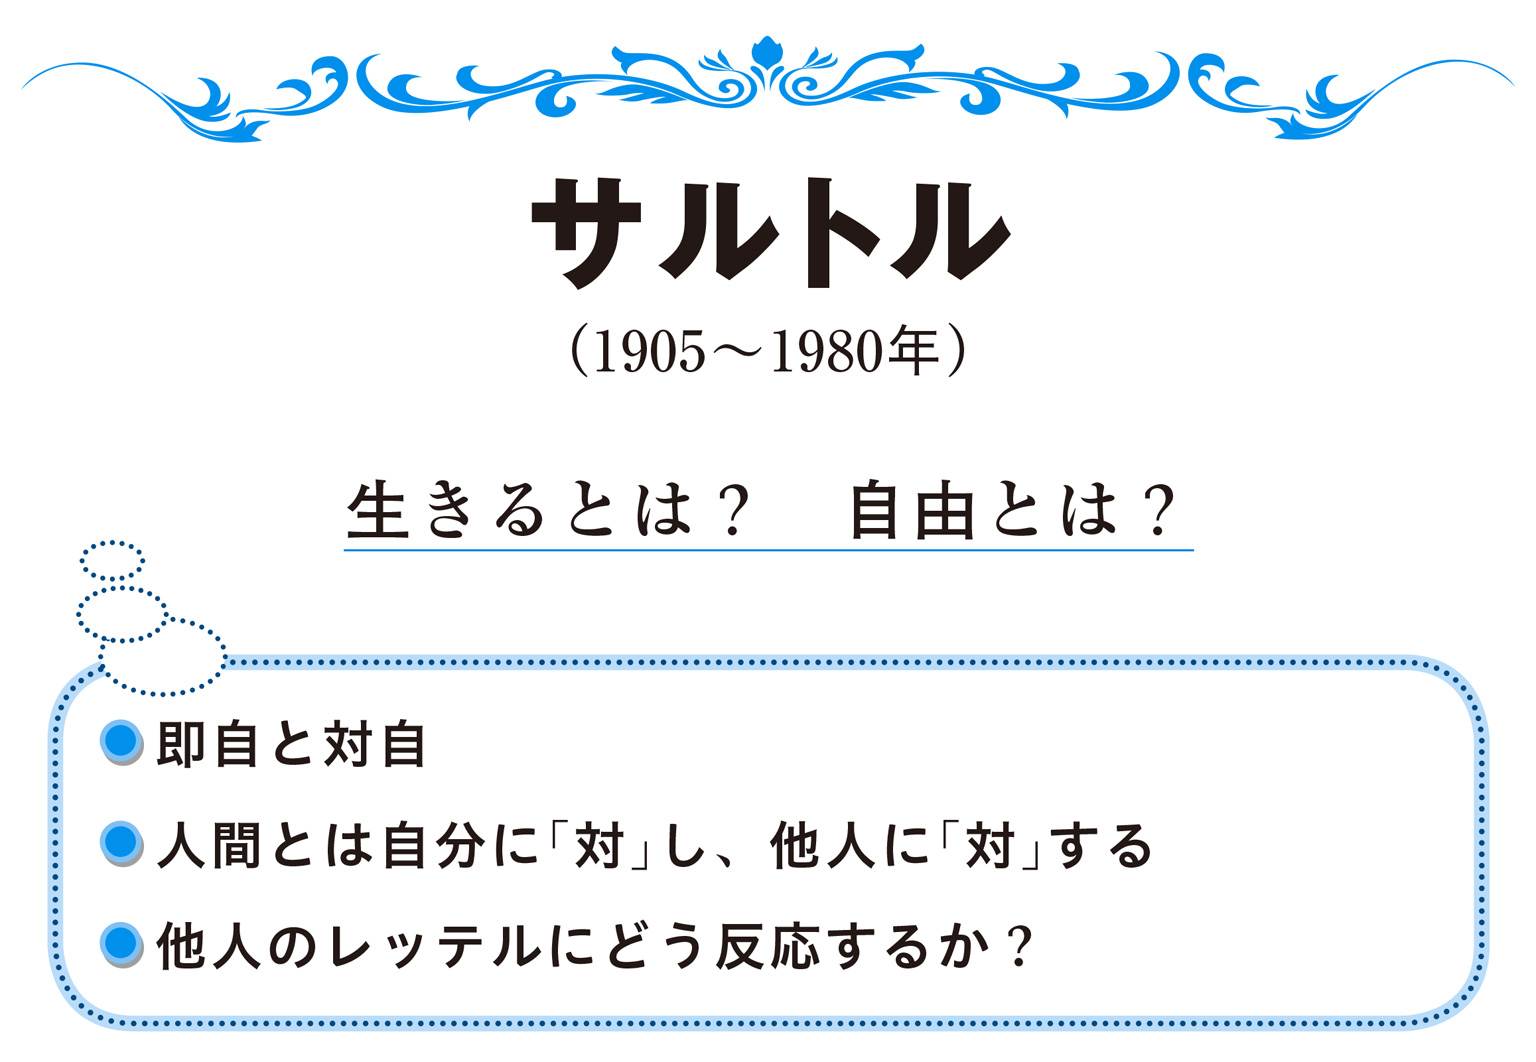 サルトル
（1905〜1980年）
生きるとは？　自由とは？
即自と対自
人間とは自分に「対」し、他人に「対」する
他人のレッテルにどう反応するか？